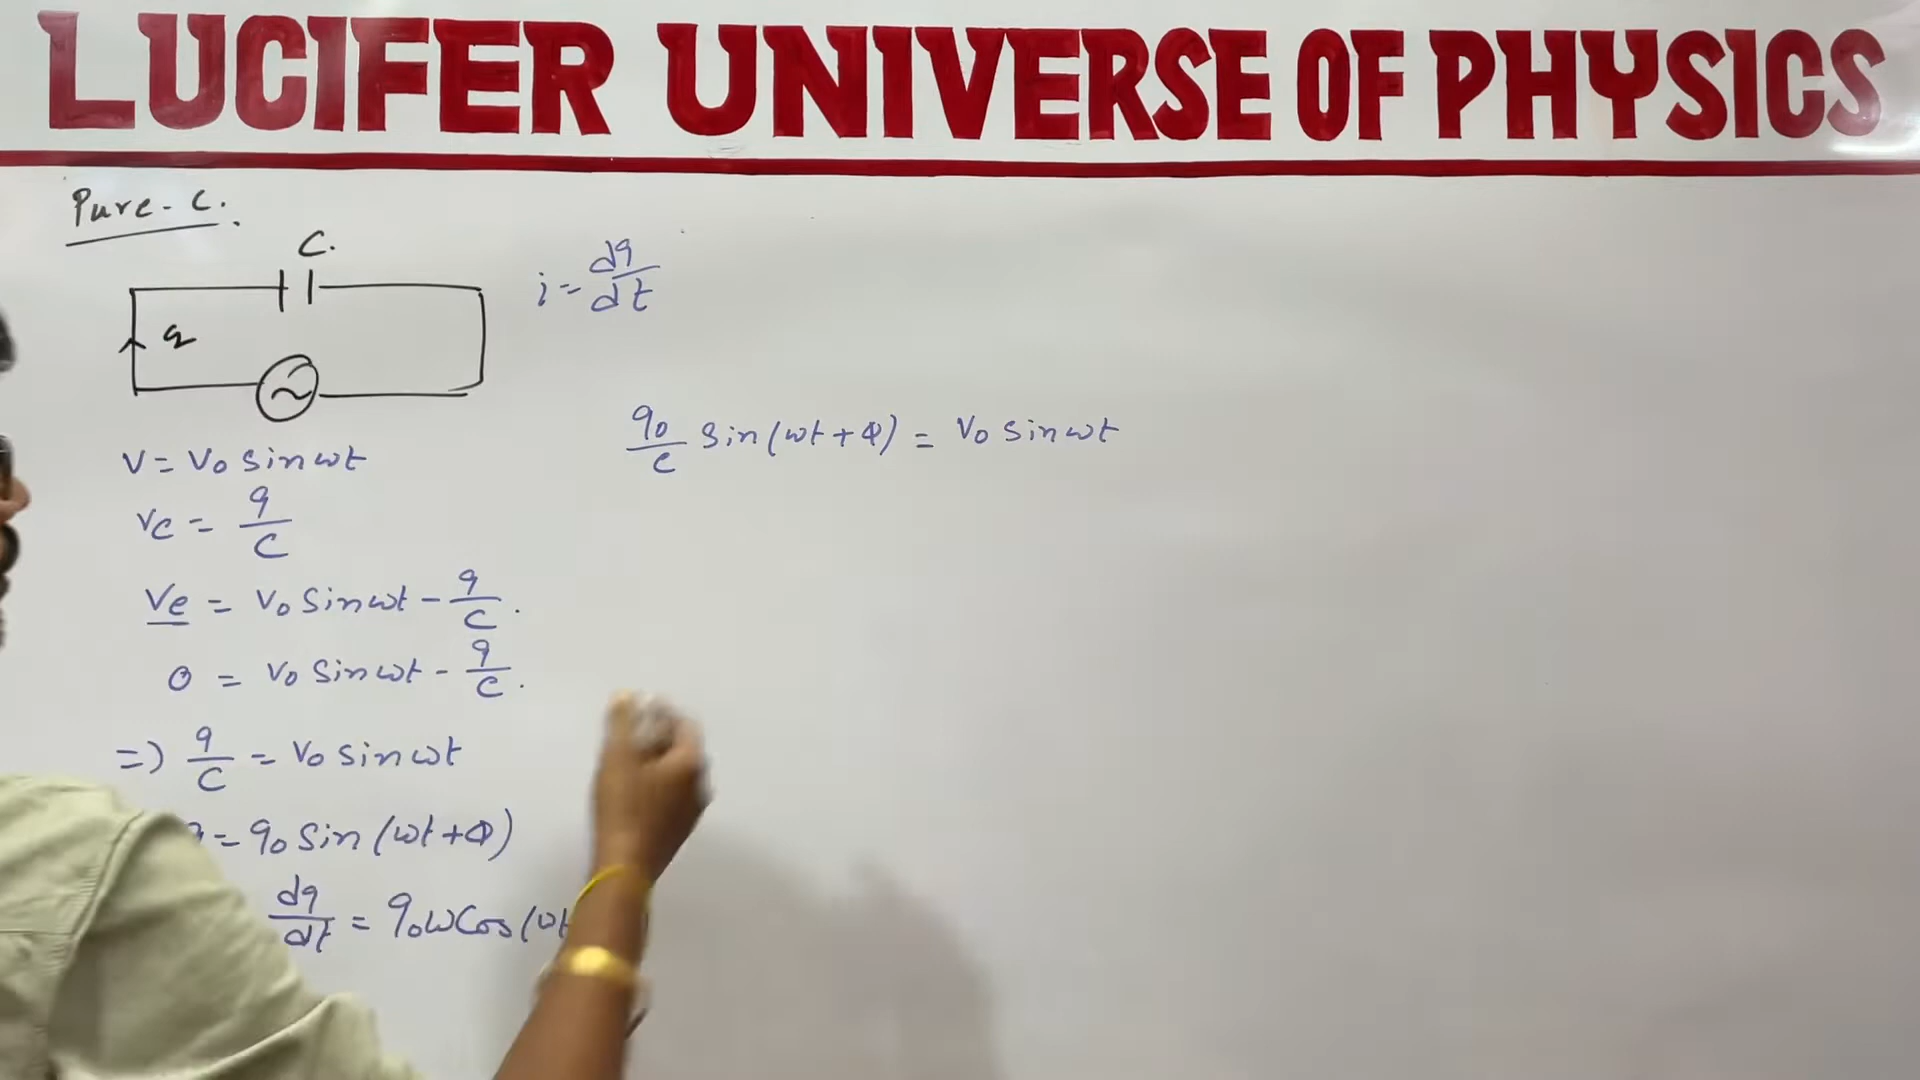 LUCIFER UNIVERSE OF PHYSICS
Pure - C.
C.
q
i = dq/dt
V = V₀ sin ωt
Vc = q/C
Ve = V₀ sin ωt - q/C.
0 = V₀ sin ωt - q/C.
=) q/C = V₀ sin ωt
= q₀ sin (ωt + Φ)
dq/dt = q₀ω Cos (ωt
q₀/c sin (ωt + Φ) = V₀ sin ωt